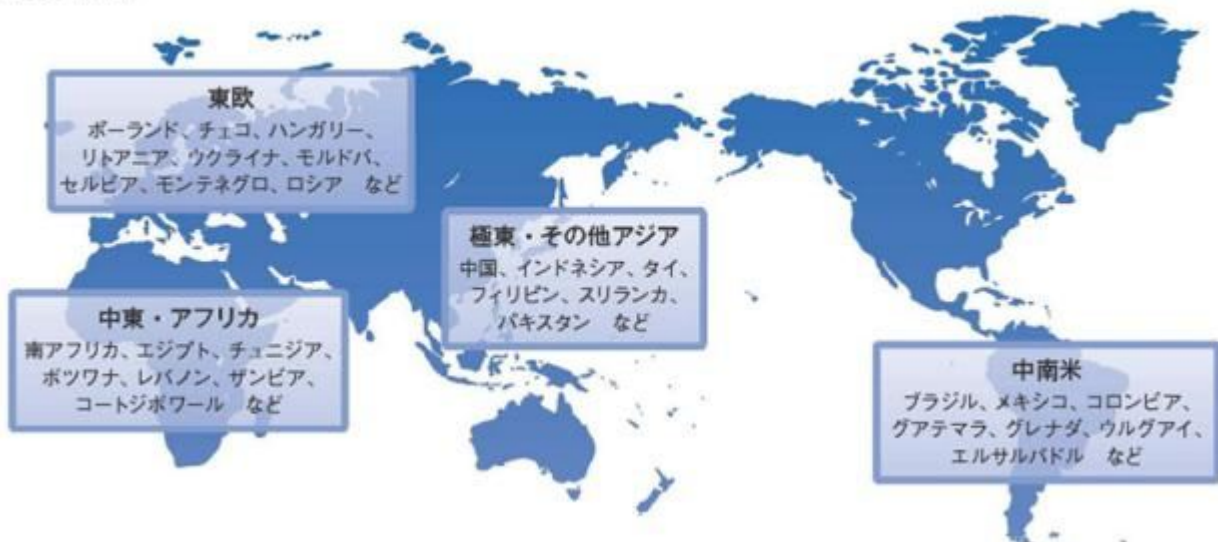 東欧
ポーランド、チェコ、ハンガリー、
リトアニア、ウクライナ、モルドバ、
セルビア、モンテネグロ、ロシア など
極東・その他アジア
中国、インドネシア、タイ、
フィリピン、スリランカ、
パキスタン など
中東・アフリカ
南アフリカ、エジプト、チュニジア、
ボツワナ、レバノン、ザンビア、
コートジボワール など
中南米
ブラジル、メキシコ、コロンビア、
グアテマラ、グレナダ、ウルグアイ、
エルサルバドル など